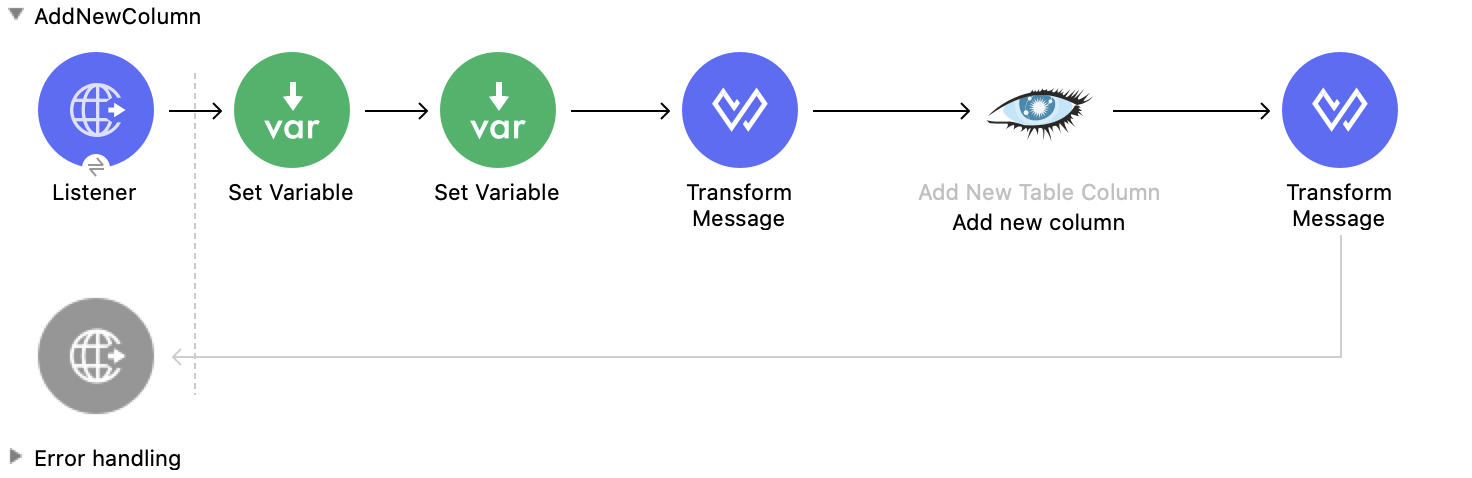 AddNewColumn
var
var
Listener
Set Variable
Set Variable
Transform
Message
Add New Table Column
Add new column
Transform
Message
Error handling